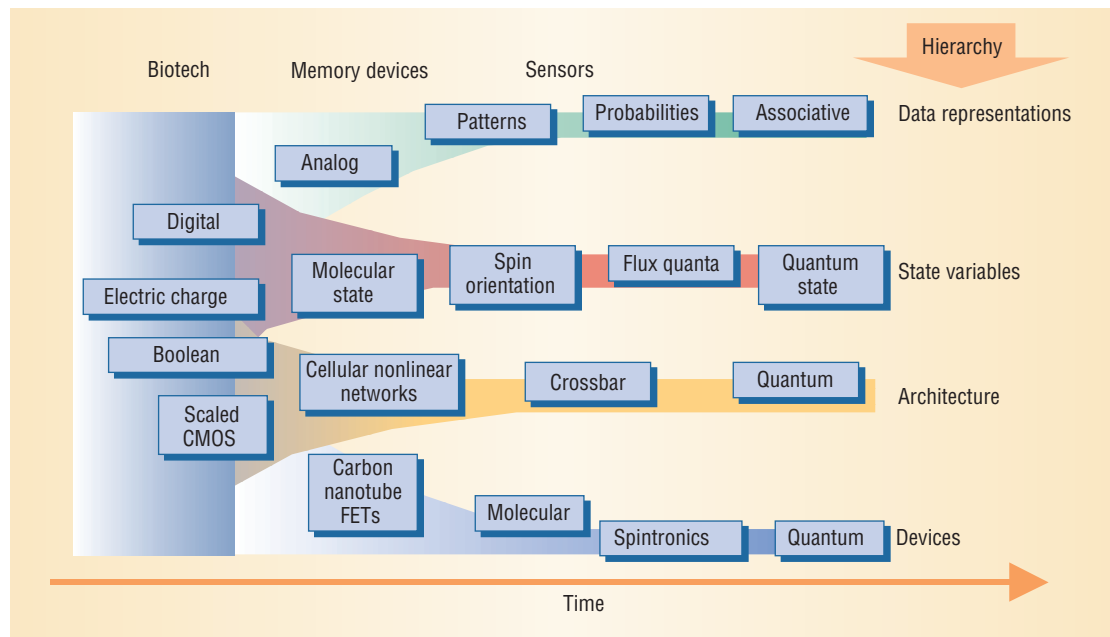 Hierarchy
Biotech
Memory devices
Sensors
Patterns
Probabilities
Associative
Data representations
Analog
Digital
Electric charge
Molecular
state
Spin
orientation
Flux quanta
Quantum
state
State variables
Boolean
Scaled
CMOS
Cellular nonlinear
networks
Crossbar
Quantum
Architecture
Carbon
nanotube
FETs
Molecular
Spintronics
Quantum
Devices
Time